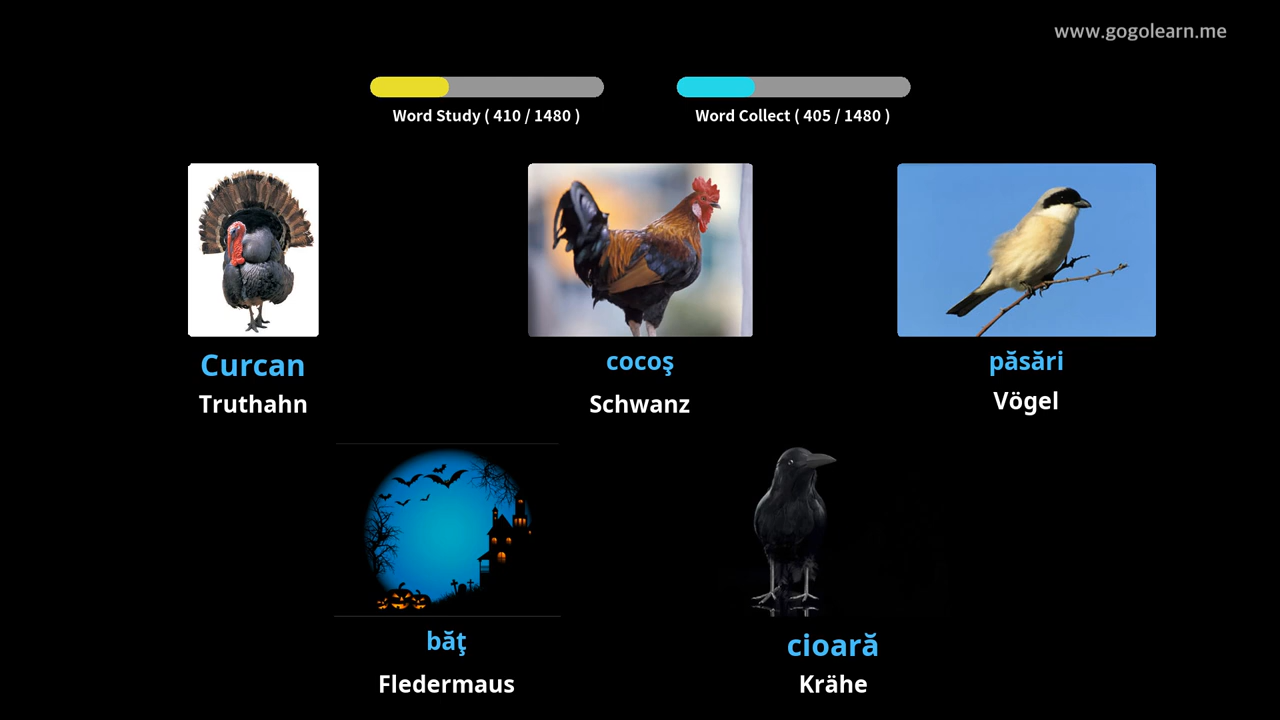 www.gogolearn.me
Word Study ( 410 / 1480 )
Word Collect ( 405 / 1480 )
Curcan
Truthahn
cocoş
Schwanz
păsări
Vögel
băţ
Fledermaus
cioară
Krähe